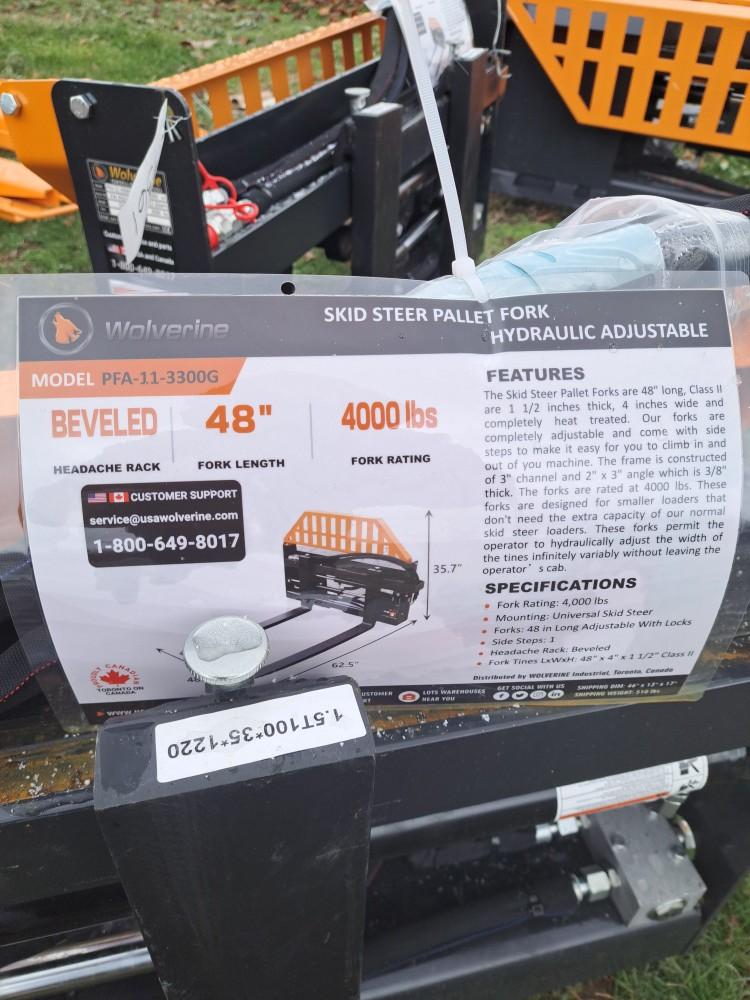 Wolverine
1-800-649-8017
Wolverine
SKID STEER PALLET FORK
HYDRAULIC ADJUSTABLE
MODEL PFA-11-3300G
BEVELED
HEADACHE RACK
48"
FORK LENGTH
4000 lbs
FORK RATING
CUSTOMER SUPPORT
service@usawolverine.com
1-800-649-8017
35.7"
62.5"
48
PROUDLY CANADIAN
TORONTO ON
CANADA
FEATURES
The Skid Steer Pallet Forks are 48" long, Class II
are 1 1/2 inches thick, 4 inches wide and
completely heat treated. Our forks are
completely adjustable and come with side
steps to make it easy for you to climb in and
out of you machine. The frame is constructed
of 3" channel and 2" x 3" angle which is 3/8"
thick. The forks are rated at 4000 lbs. These
forks are designed for smaller loaders that
don't need the extra capacity of our normal
skid steer loaders. These forks permit the
operator to hydraulically adjust the width of
the tines infinitely variably without leaving the
operator' s cab.
SPECIFICATIONS
• Fork Rating: 4,000 lbs
• Mounting: Universal Skid Steer
• Forks: 48 in Long Adjustable With Locks
• Side Steps: 1
• Headache Rack: Beveled
• Fork Tines LxWxH: 48" x 4" x 1 1/2" Class II
Distributed by WOLVERINE Industrial, Toronto, Canada
CUSTOMER
8 LOTS WAREHOUSES
NEAR YOU
GET SOCIAL WITH US
SHIPPING WEIGHT: 510 lbs
1.5T100*35*1220